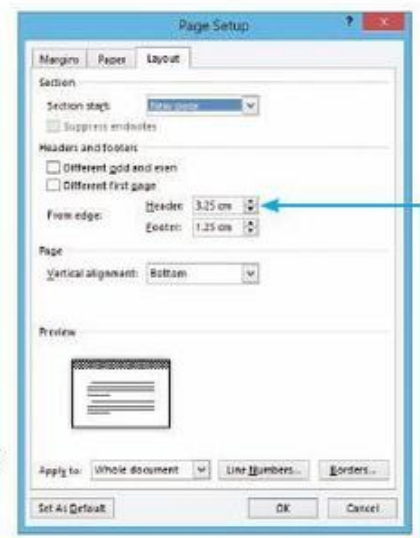 Page Setup ?
Margins Paper Layout
Section
Section start: New page
Suppress endnotes
Headers and footers
Different odd and even
Different first page
From edge:
Header: 3.25 cm
Footer: 1.25 cm
Page
Vertical alignment: Bottom
Preview
Apply to: Whole document Line Numbers... Borders...
Set As Default OK Cancel